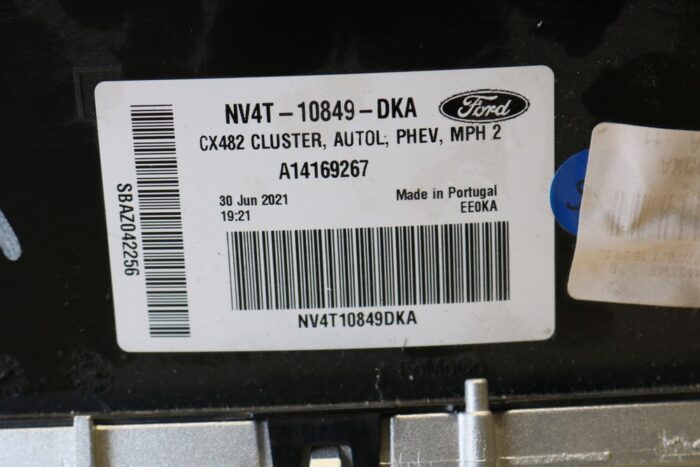 NV4T-10849-DKA
Ford
CX482 CLUSTER, AUTOL, PHEV, MPH 2
A14169267
30 Jun 2021
19:21
Made in Portugal
EE0KA
NV4T10849DKA
SBAZ042256
FoMoCo